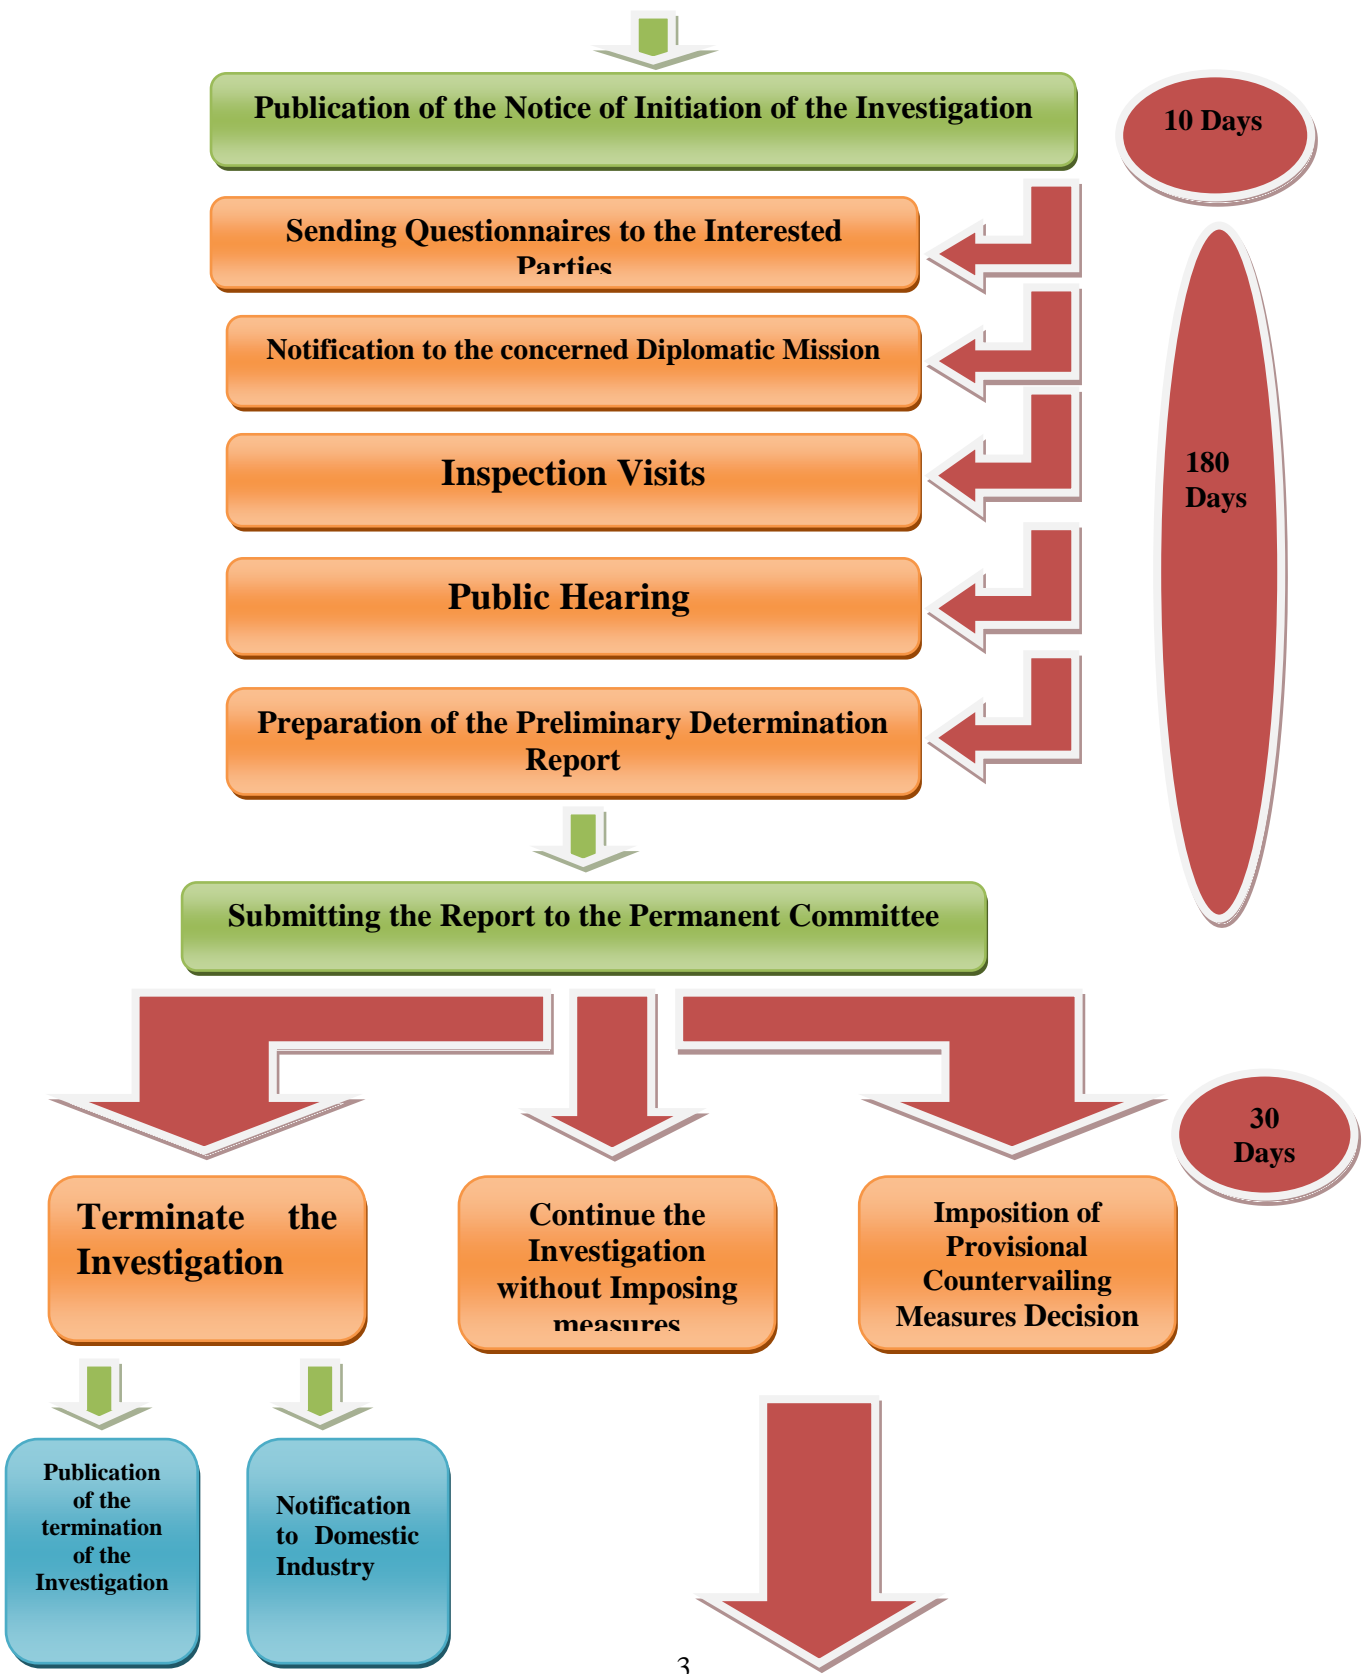 Publication of the Notice of Initiation of the Investigation
10 Days
Sending Questionnaires to the Interested
Parties
Notification to the concerned Diplomatic Mission
Inspection Visits
180
Days
Public Hearing
Preparation of the Preliminary Determination
Report
Submitting the Report to the Permanent Committee
30
Days
Terminate the
Investigation
Continue the
Investigation
without Imposing
measures
Imposition of
Provisional
Countervailing
Measures Decision
Publication
of the
termination
of the
Investigation
Notification
to Domestic
Industry
3